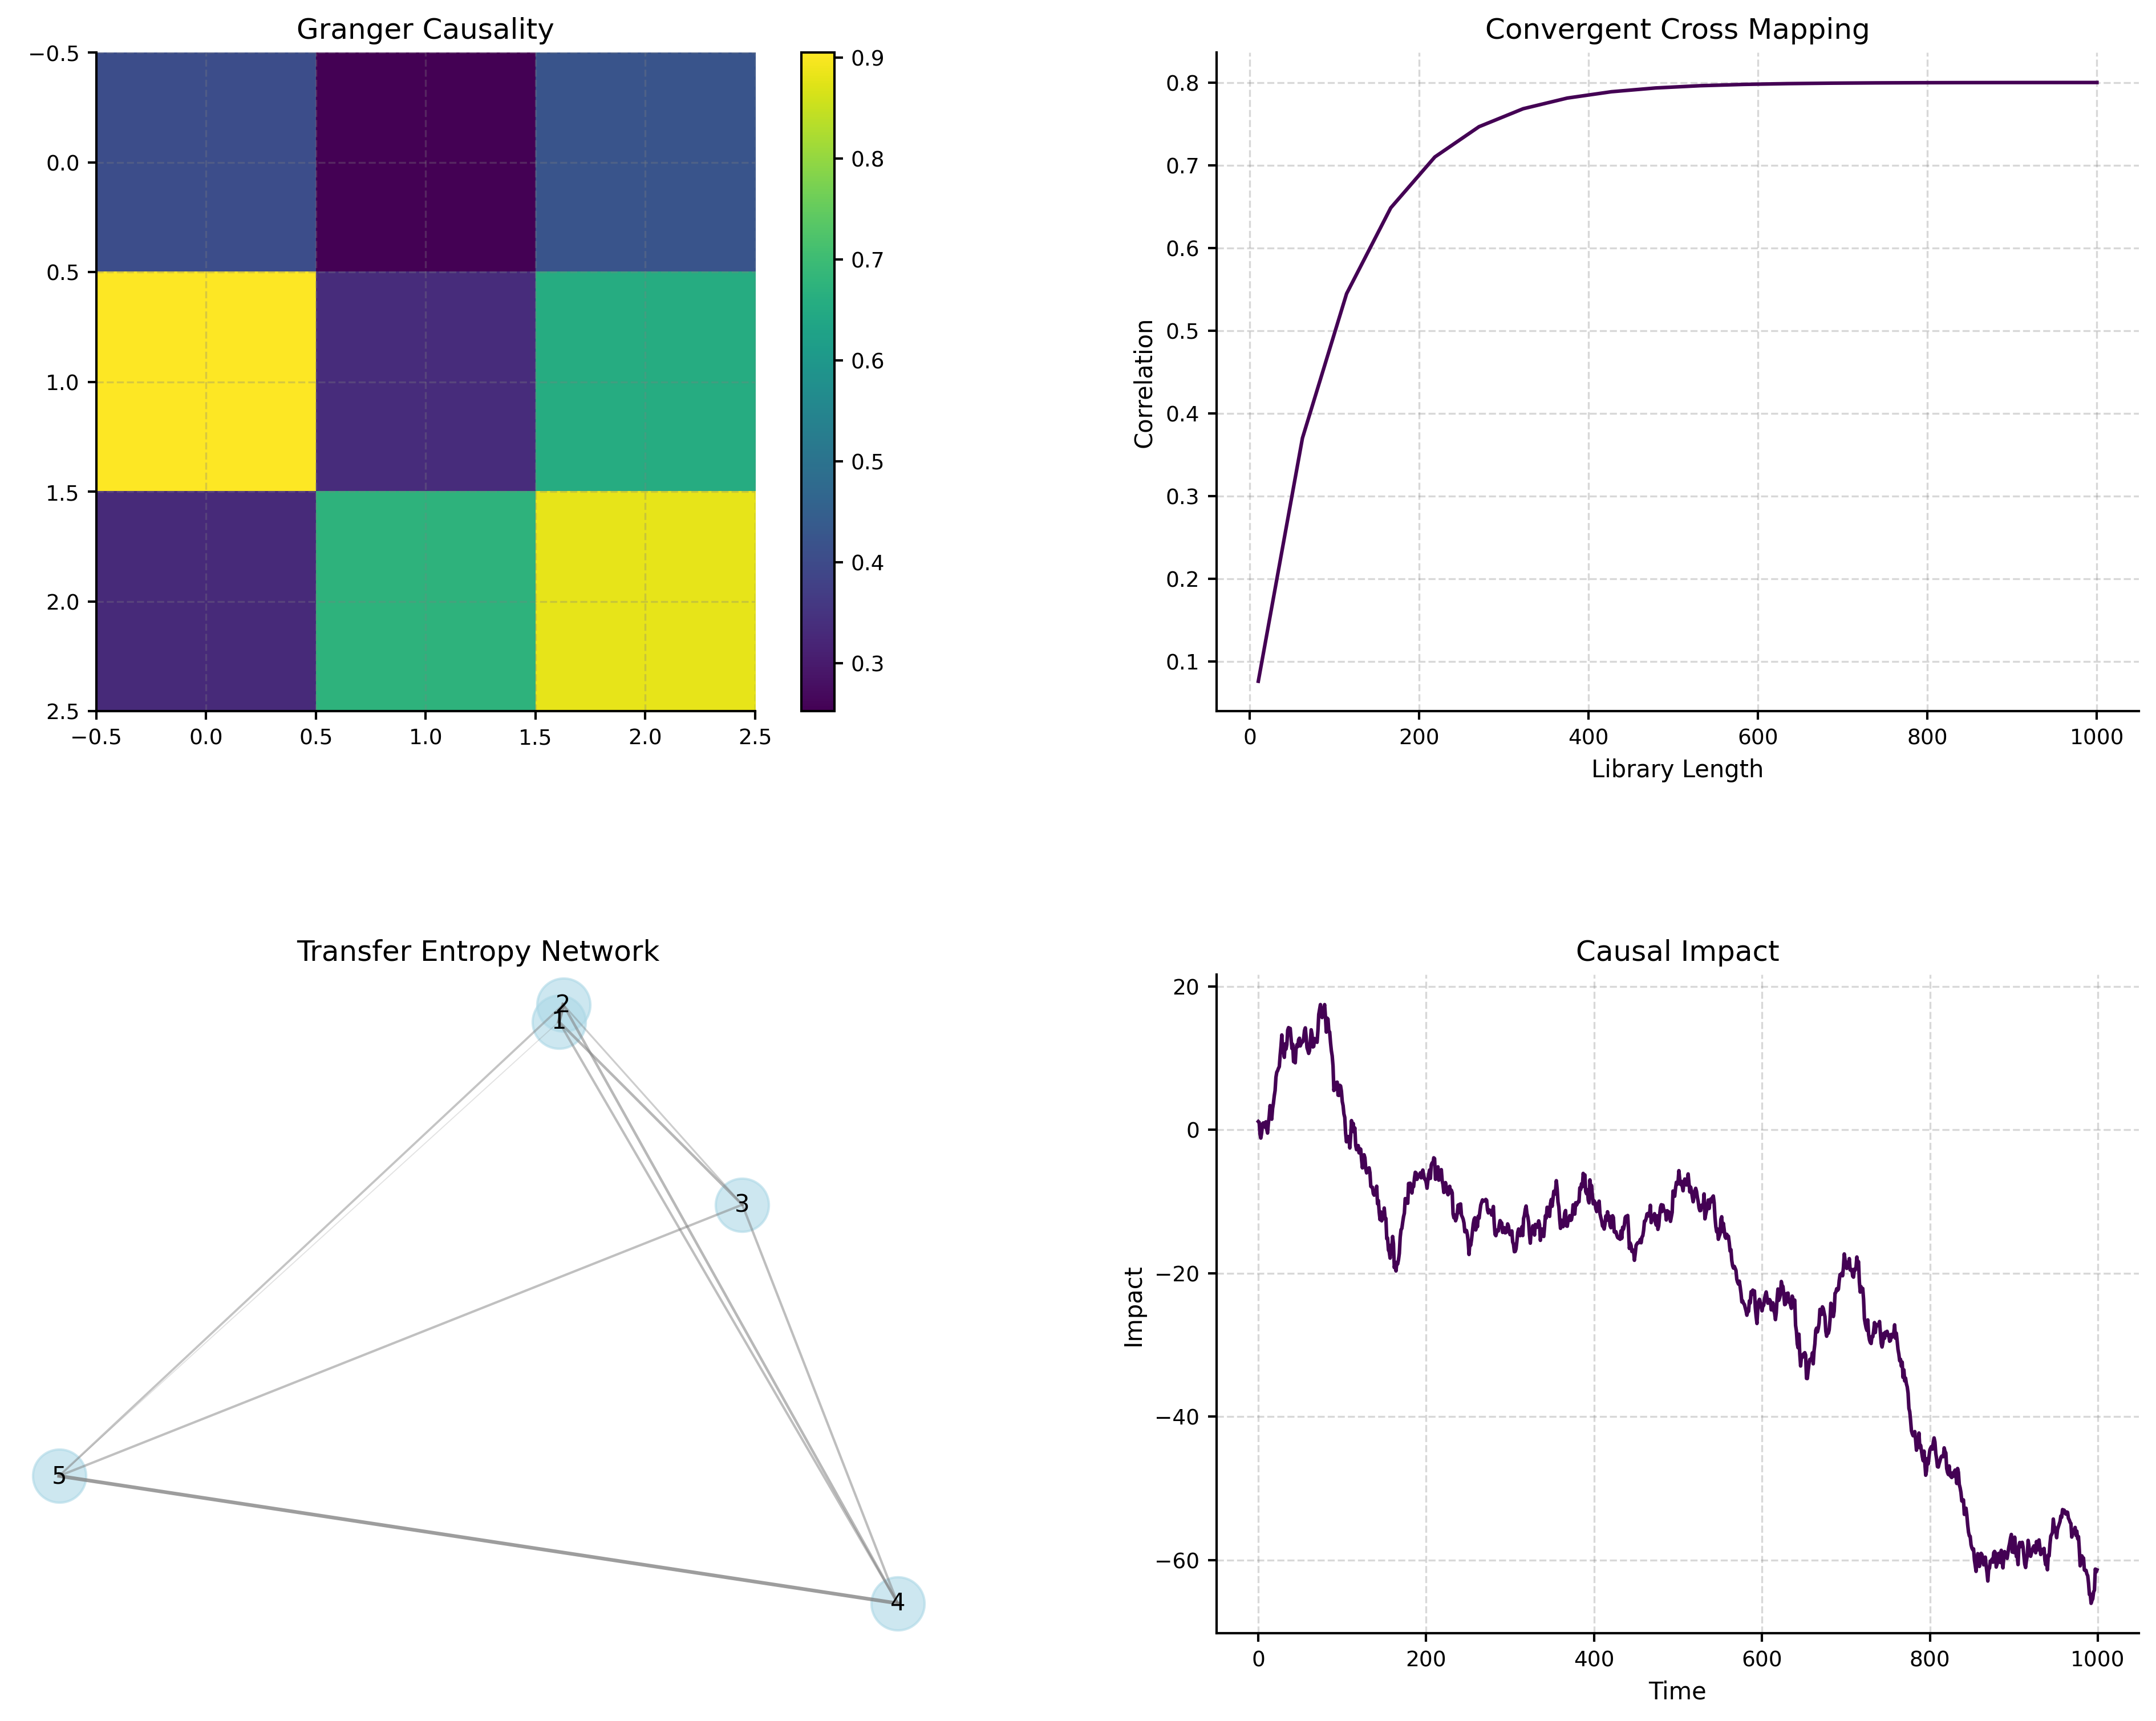 Granger Causality
−0.5
0.0
0.5
1.0
1.5
2.0
2.5
−0.5 0.0 0.5 1.0 1.5 2.0 2.5
0.9
0.8
0.7
0.6
0.5
0.4
0.3
Convergent Cross Mapping
Correlation
0.8
0.7
0.6
0.5
0.4
0.3
0.2
0.1
0 200 400 600 800 1000
Library Length
Transfer Entropy Network
2
1
3
5
4
Causal Impact
Impact
20
0
−20
−40
−60
0 200 400 600 800 1000
Time